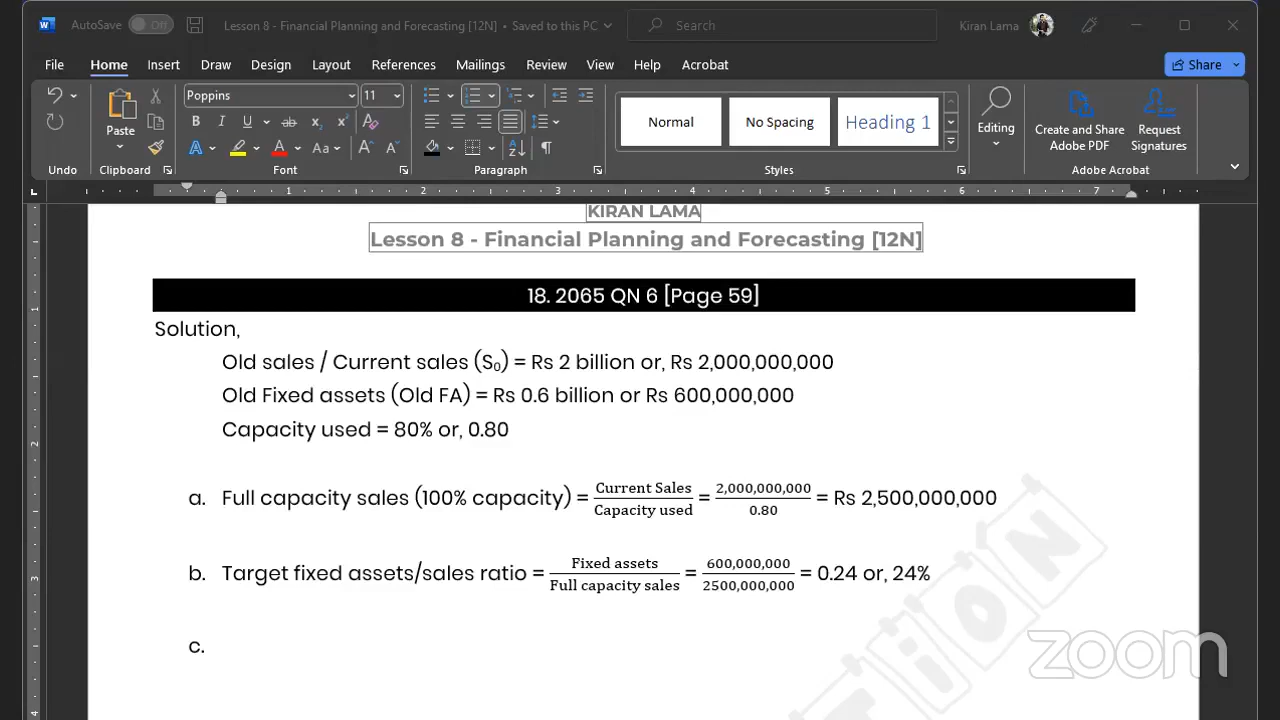 AutoSave Off Lesson 8 - Financial Planning and Forecasting [12N] • Saved to this PC Search Kiran Lama
File Home Insert Draw Design Layout References Mailings Review View Help Acrobat Share
Poppins 11
Paste
Normal No Spacing Heading 1
Editing
Create and Share Adobe PDF
Request Signatures
Undo Clipboard Font Paragraph Styles Adobe Acrobat
1 2 3 4 5 6 7
KIRAN LAMA
Lesson 8 - Financial Planning and Forecasting [12N]
18. 2065 QN 6 [Page 59]
Solution,
Old sales / Current sales (S₀) = Rs 2 billion or, Rs 2,000,000,000
Old Fixed assets (Old FA) = Rs 0.6 billion or Rs 600,000,000
Capacity used = 80% or, 0.80
a. Full capacity sales (100% capacity) = Current Sales / Capacity used = 2,000,000,000 / 0.80 = Rs 2,500,000,000
b. Target fixed assets/sales ratio = Fixed assets / Full capacity sales = 600,000,000 / 2500,000,000 = 0.24 or, 24%
c.
zoom